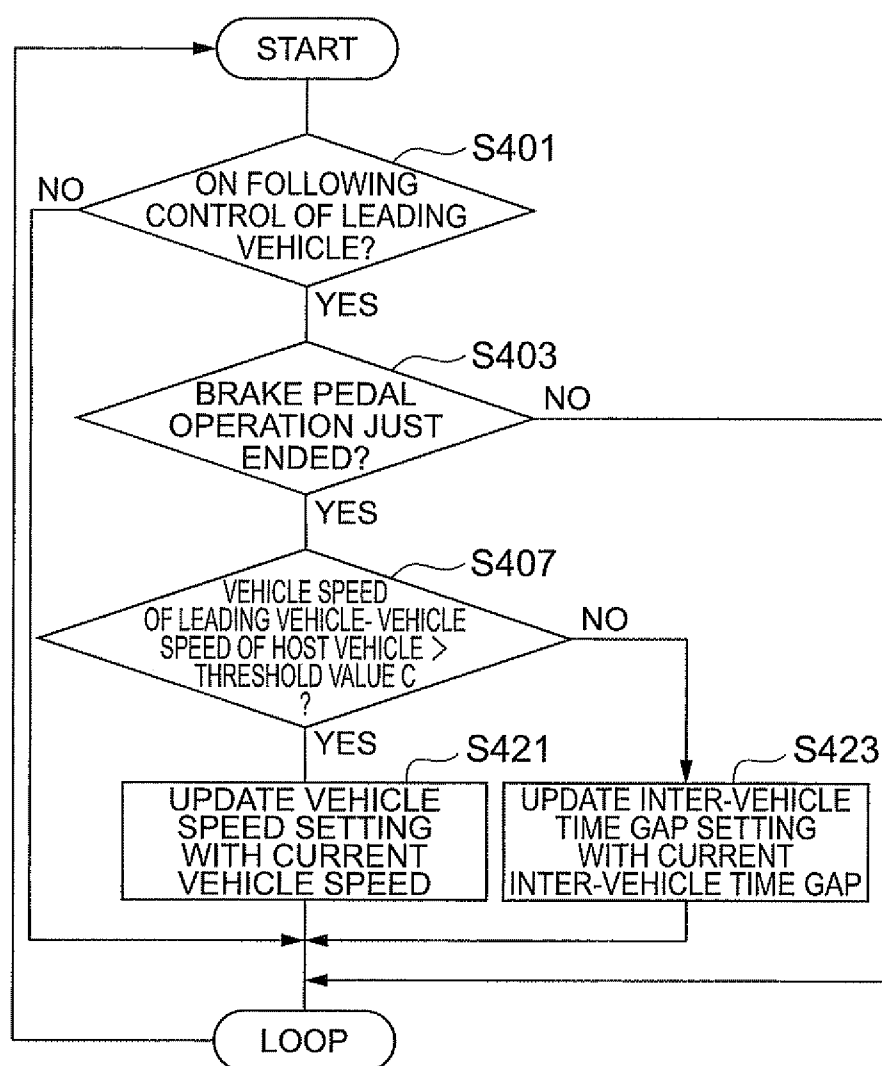 START
S401
NO
ON FOLLOWING
CONTROL OF LEADING
VEHICLE?
YES
S403
BRAKE PEDAL
OPERATION JUST
ENDED?
NO
YES
S407
VEHICLE SPEED
OF LEADING VEHICLE- VEHICLE
SPEED OF HOST VEHICLE >
THRESHOLD VALUE C
?
NO
YES
S421
UPDATE VEHICLE
SPEED SETTING
WITH CURRENT
VEHICLE SPEED
S423
UPDATE INTER-VEHICLE
TIME GAP SETTING
WITH CURRENT
INTER-VEHICLE TIME GAP
LOOP